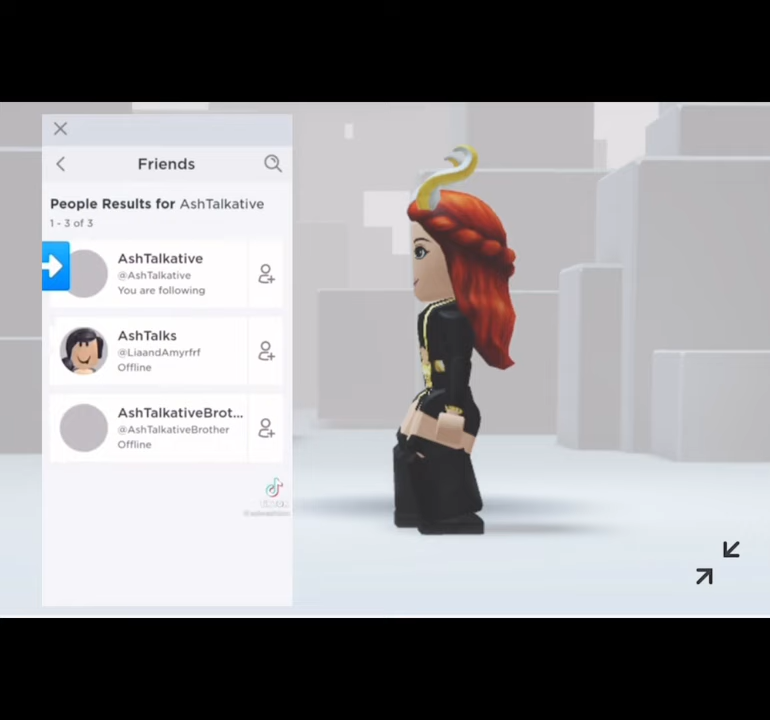 Friends
People Results for AshTalkative
1 - 3 of 3
AshTalkative
@AshTalkative
You are following
AshTalks
@LiaandAmyrfrf
Offline
AshTalkativeBrot...
@AshTalkativeBrother
Offline